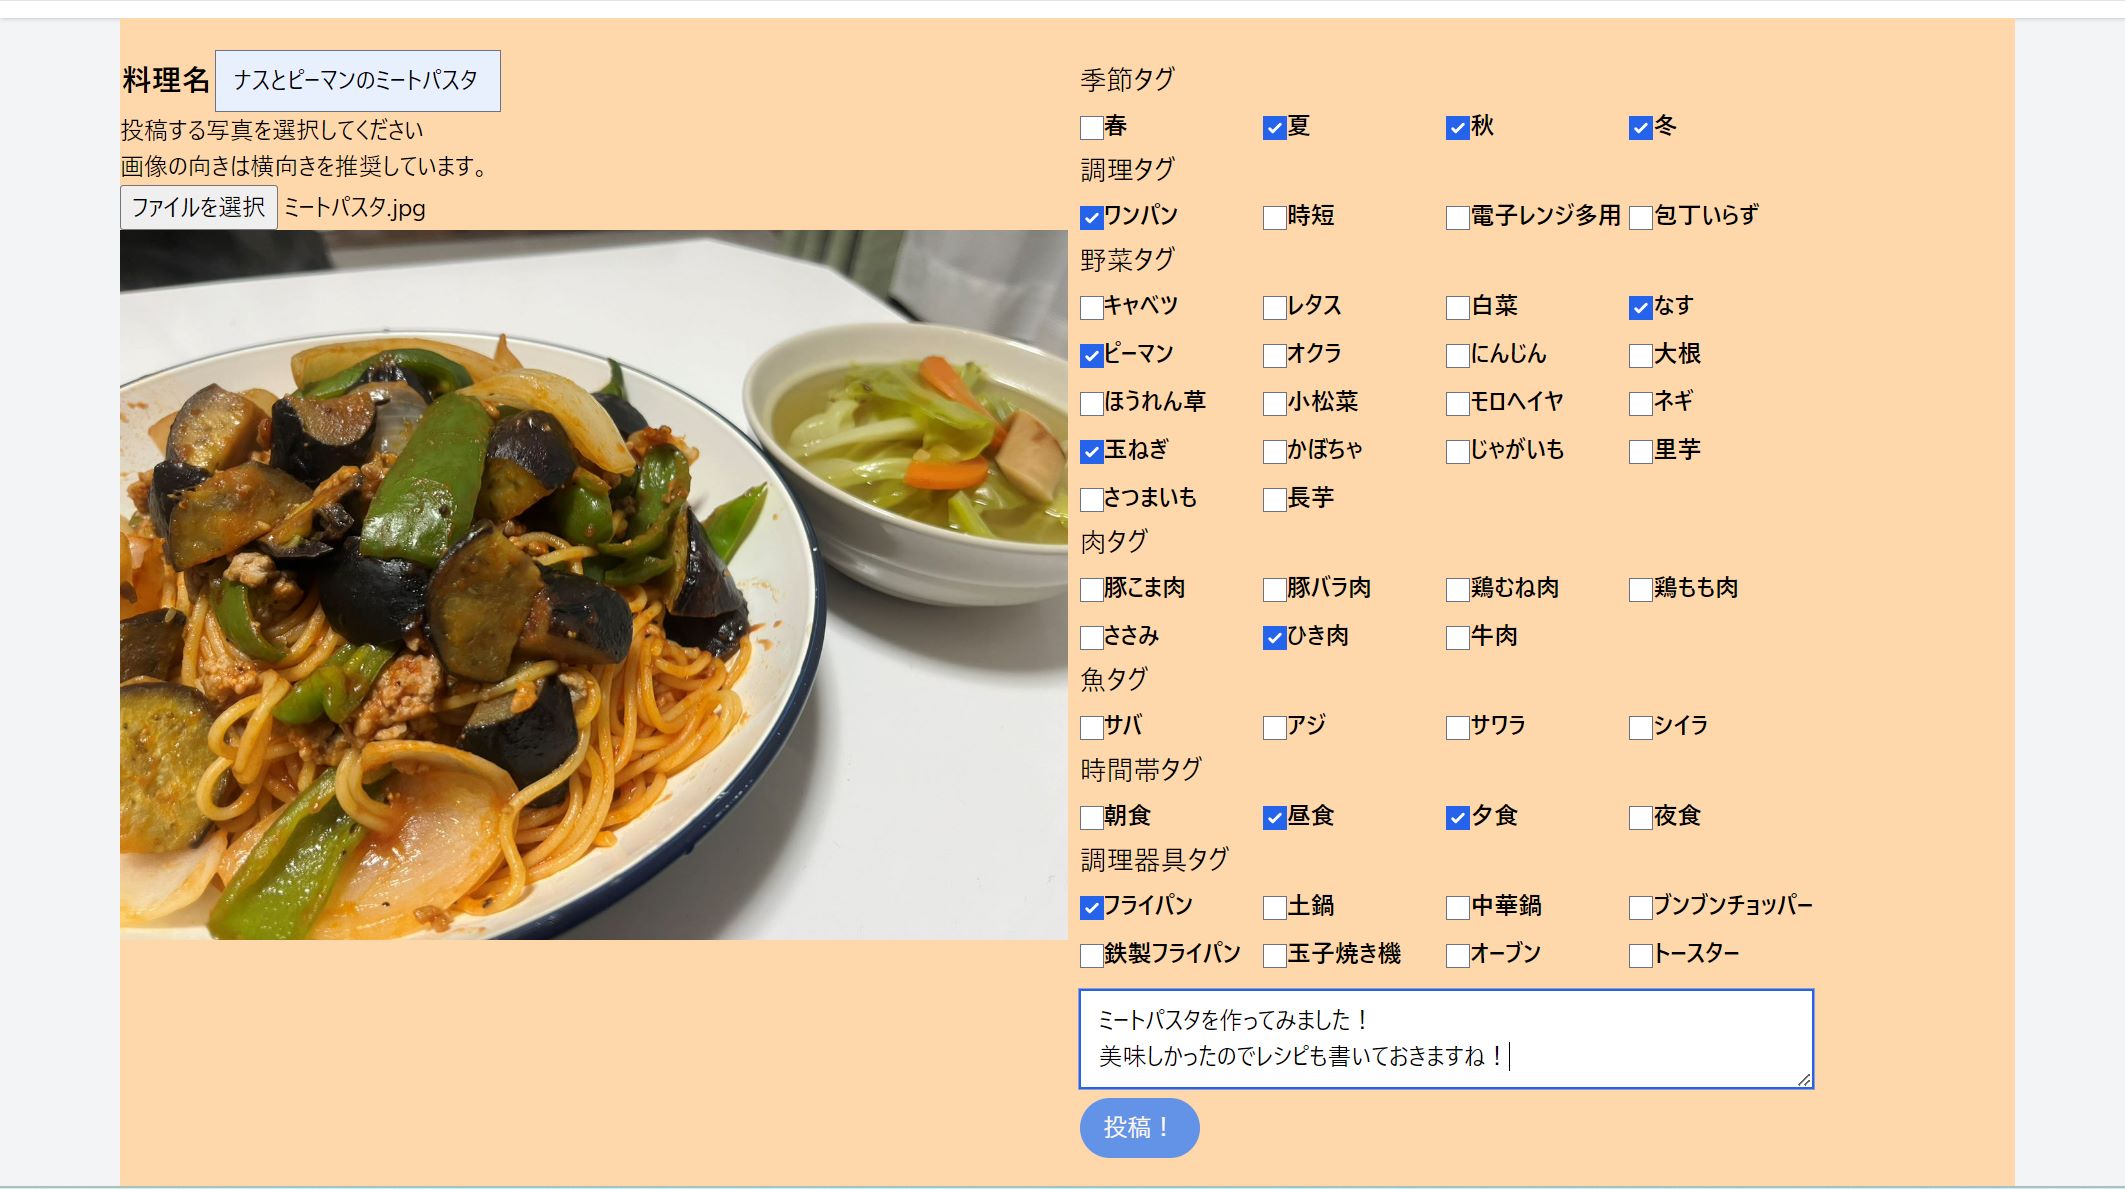 料理名 ナスとピーマンのミートパスタ
投稿する写真を選択してください
画像の向きは横向きを推奨しています。
ファイルを選択 ミートパスタ.jpg
季節タグ
春 夏 秋 冬
調理タグ
ワンパン 時短 電子レンジ多用 包丁いらず
野菜タグ
キャベツ レタス 白菜 なす
ピーマン オクラ にんじん 大根
ほうれん草 小松菜 モロヘイヤ ネギ
玉ねぎ かぼちゃ じゃがいも 里芋
さつまいも 長芋
肉タグ
豚こま肉 豚バラ肉 鶏むね肉 鶏もも肉
ささみ ひき肉 牛肉
魚タグ
サバ アジ サワラ シイラ
時間帯タグ
朝食 昼食 夕食 夜食
調理器具タグ
フライパン 土鍋 中華鍋 ブンブンチョッパー
鉄製フライパン 玉子焼き機 オーブン トースター
ミートパスタを作ってみました！
美味しかったのでレシピも書いておきますね！
投稿！